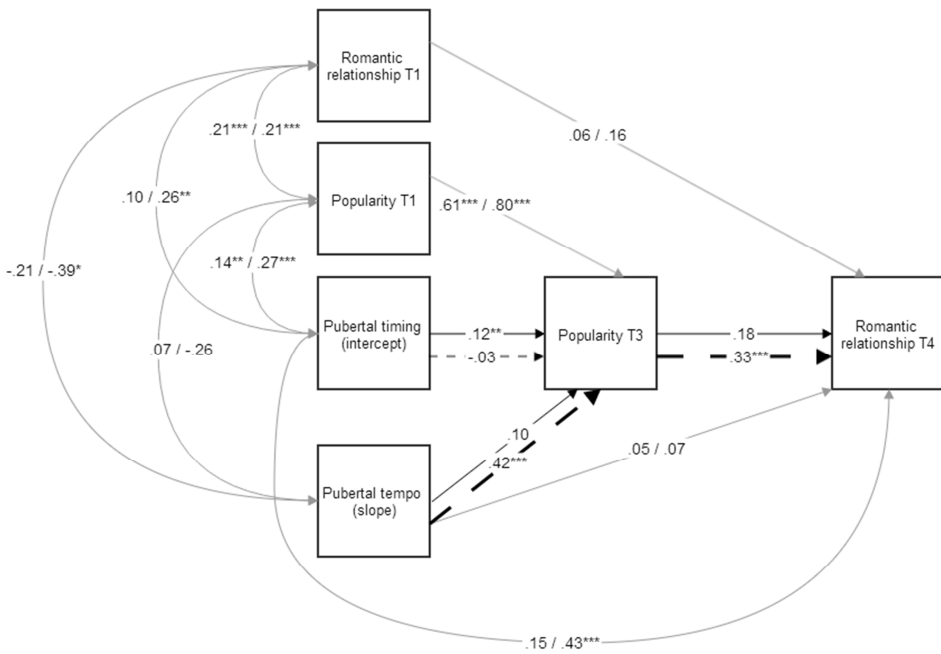 Romantic
relationship T1
.21*** / .21***
.06 / .16
.10 / .26**
Popularity T1
.61*** / .80***
-.21 / -.39*
.14** / .27***
Pubertal timing
(intercept)
.12**
-.03
Popularity T3
.18
.33***
Romantic
relationship T4
.07 / -.26
.10
.42***
.05 / .07
Pubertal tempo
(slope)
.15 / .43***